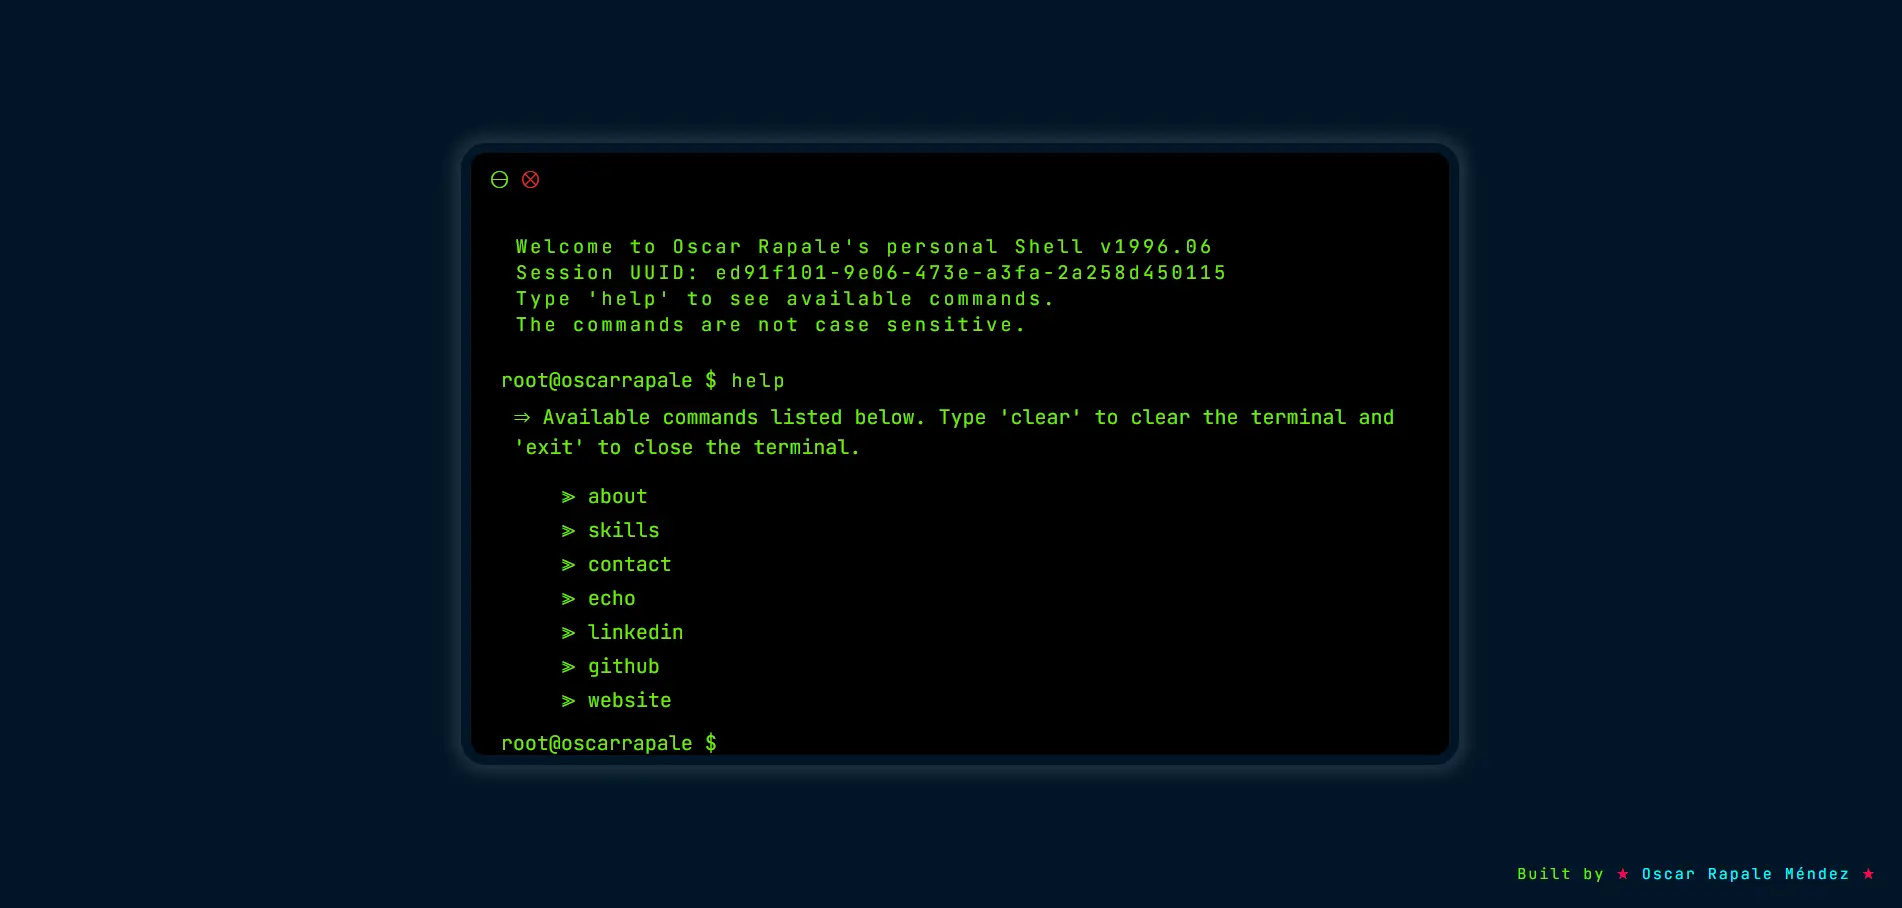 Welcome to Oscar Rapale's personal Shell v1996.06
Session UUID: ed91f101-9e06-473e-a3fa-2a258d450115
Type 'help' to see available commands.
The commands are not case sensitive.
root@oscarrapale $ help
⇒ Available commands listed below. Type 'clear' to clear the terminal and
'exit' to close the terminal.
⪢ about
⪢ skills
⪢ contact
⪢ echo
⪢ linkedin
⪢ github
⪢ website
root@oscarrapale $
Built by ★ Oscar Rapale Méndez ★